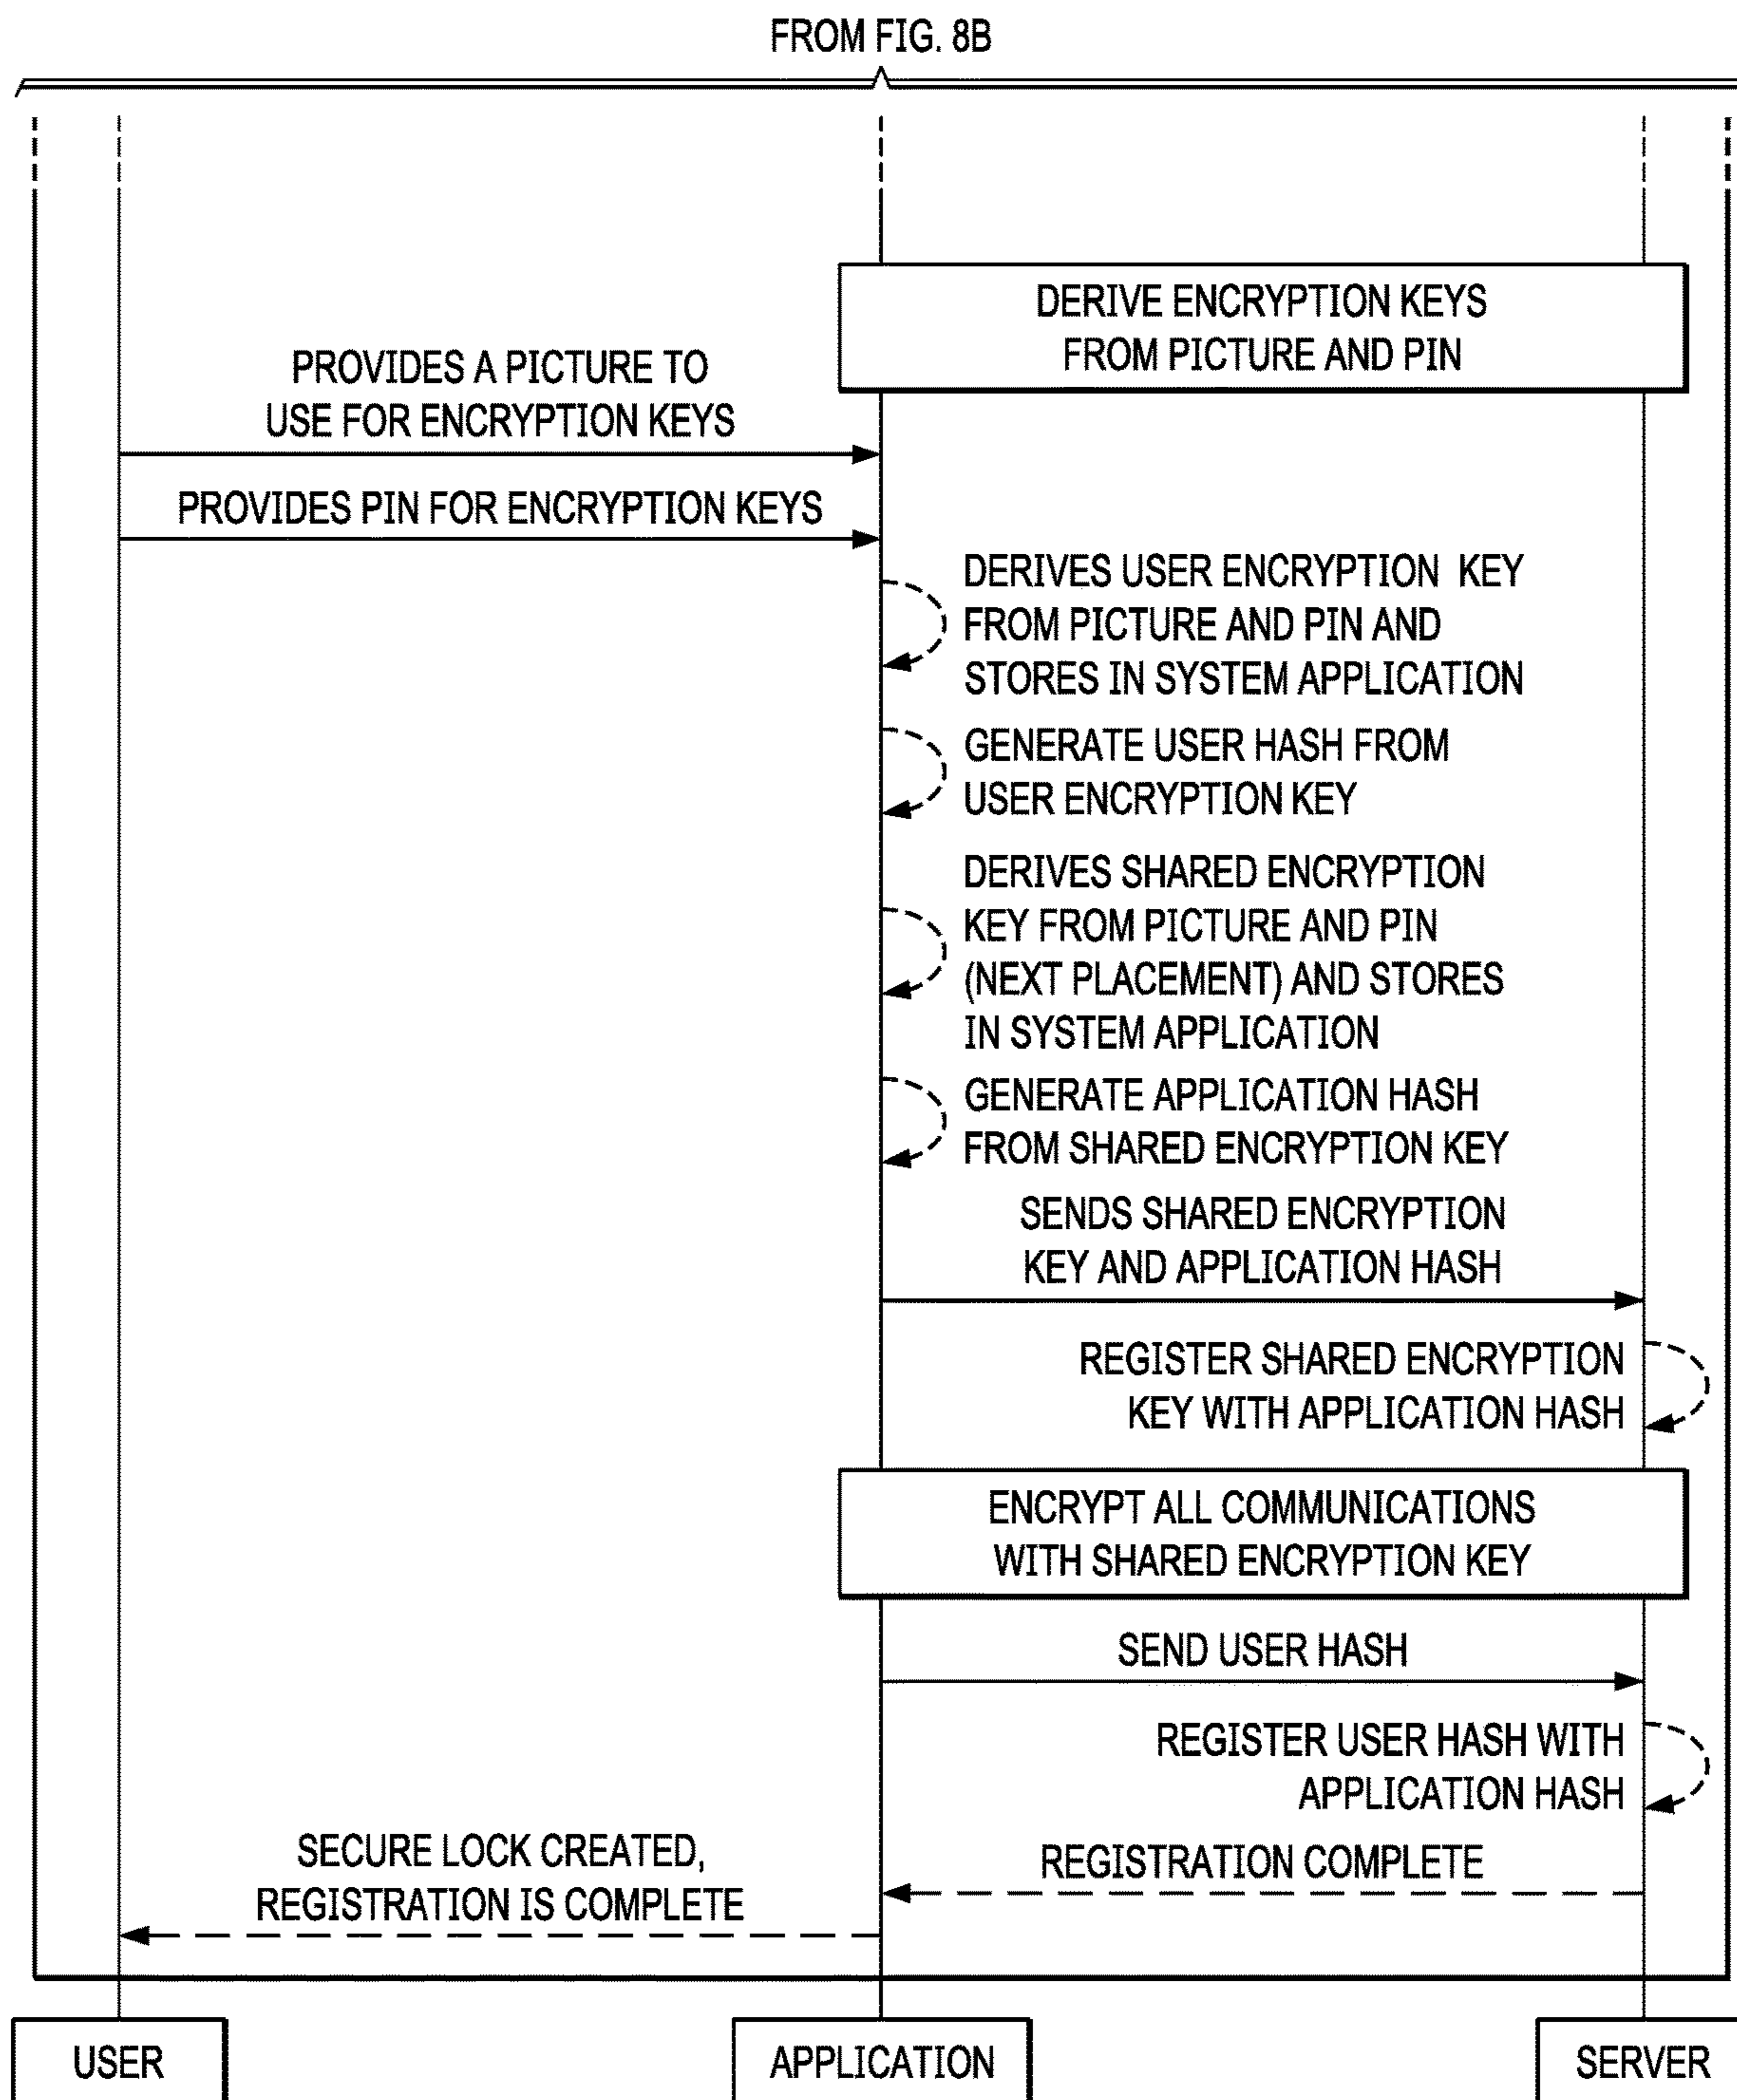 FROM FIG. 8B
DERIVE ENCRYPTION KEYS
FROM PICTURE AND PIN
PROVIDES A PICTURE TO
USE FOR ENCRYPTION KEYS
PROVIDES PIN FOR ENCRYPTION KEYS
DERIVES USER ENCRYPTION KEY
FROM PICTURE AND PIN AND
STORES IN SYSTEM APPLICATION
GENERATE USER HASH FROM
USER ENCRYPTION KEY
DERIVES SHARED ENCRYPTION
KEY FROM PICTURE AND PIN
(NEXT PLACEMENT) AND STORES
IN SYSTEM APPLICATION
GENERATE APPLICATION HASH
FROM SHARED ENCRYPTION KEY
SENDS SHARED ENCRYPTION
KEY AND APPLICATION HASH
REGISTER SHARED ENCRYPTION
KEY WITH APPLICATION HASH
ENCRYPT ALL COMMUNICATIONS
WITH SHARED ENCRYPTION KEY
SEND USER HASH
REGISTER USER HASH WITH
APPLICATION HASH
REGISTRATION COMPLETE
SECURE LOCK CREATED,
REGISTRATION IS COMPLETE
USER
APPLICATION
SERVER